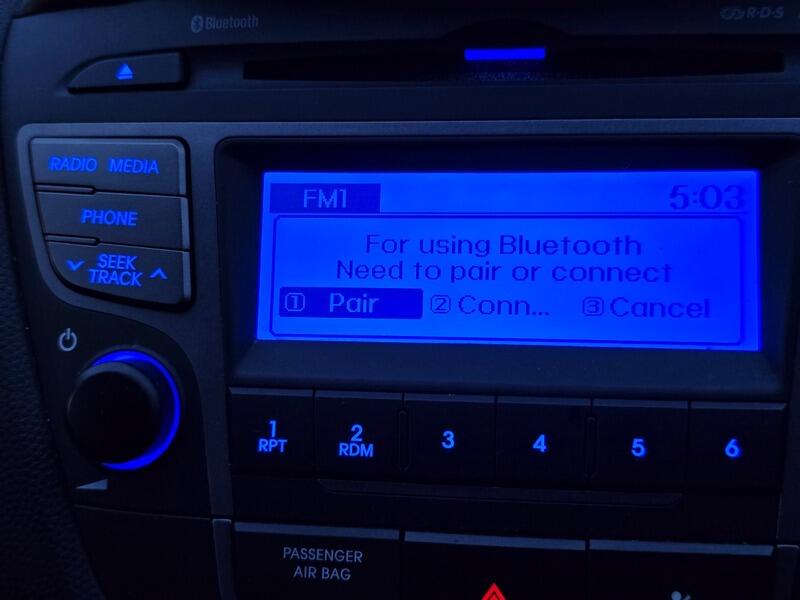 Bluetooth
R·D·S
RADIO MEDIA
PHONE
SEEK
TRACK
FM1 5:03
For using Bluetooth
Need to pair or connect
1 Pair 2 Conn... 3 Cancel
1 2 3 4 5 6
RPT RDM
PASSENGER
AIR BAG